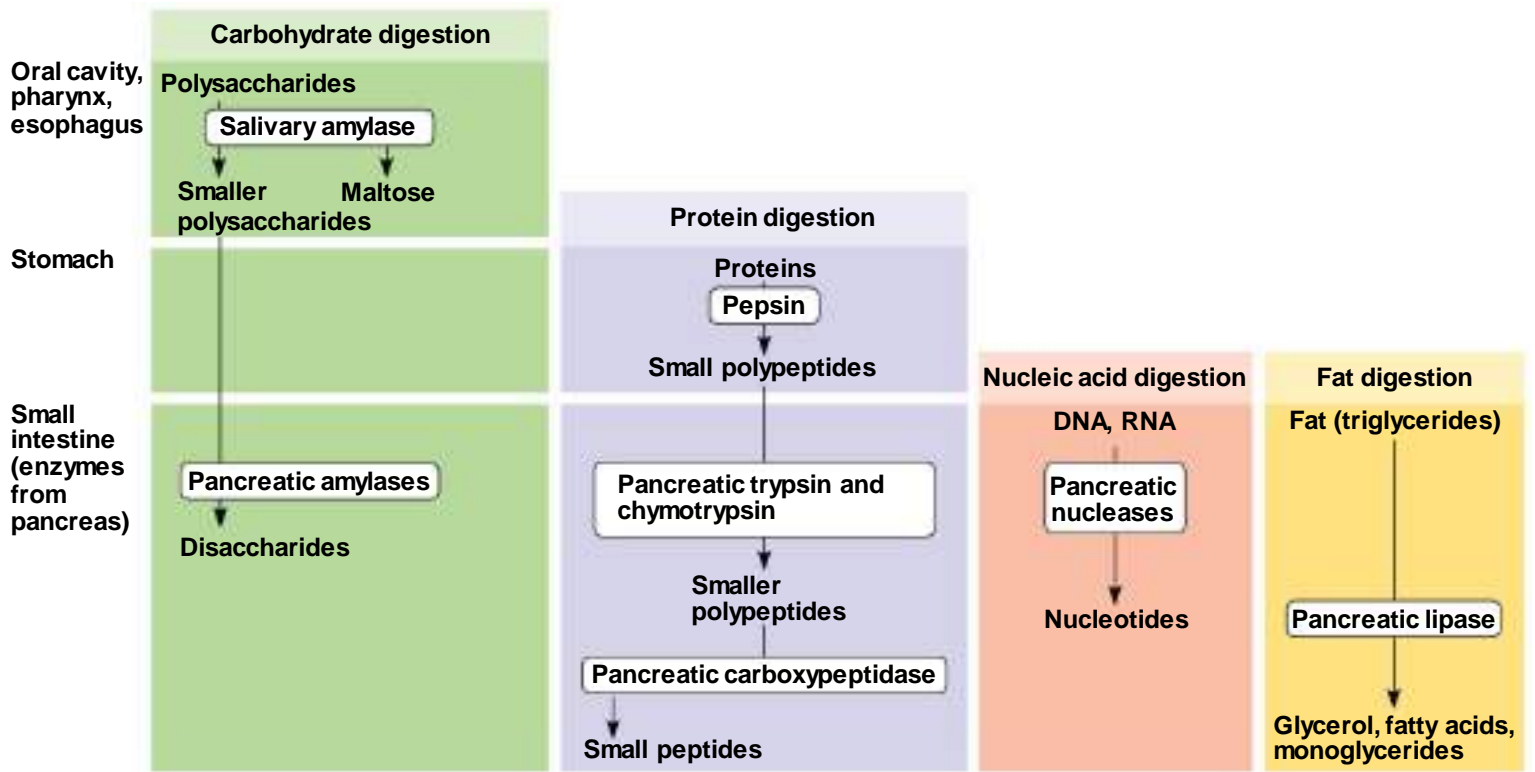 Carbohydrate digestion
Oral cavity,
pharynx,
esophagus
Polysaccharides
Salivary amylase
Smaller
polysaccharides
Maltose
Protein digestion
Stomach
Proteins
Pepsin
Small polypeptides
Nucleic acid digestion
Fat digestion
Small
intestine
(enzymes
from
pancreas)
Pancreatic amylases
Disaccharides
Pancreatic trypsin and
chymotrypsin
Smaller
polypeptides
Pancreatic carboxypeptidase
Small peptides
DNA, RNA
Pancreatic
nucleases
Nucleotides
Fat (triglycerides)
Pancreatic lipase
Glycerol, fatty acids,
monoglycerides